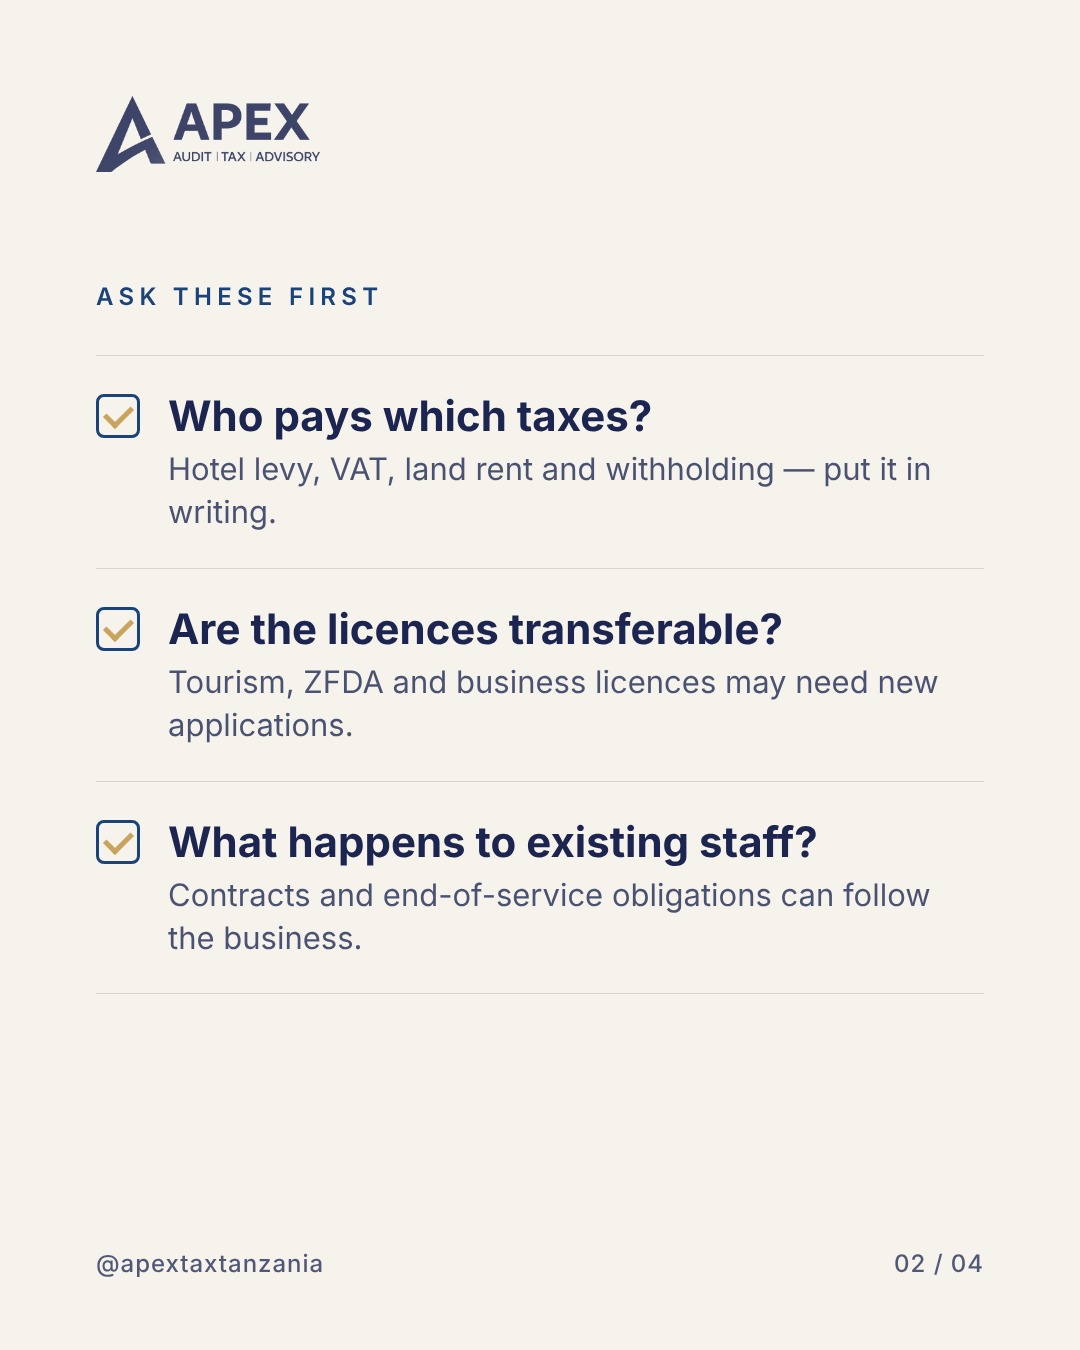 APEX
AUDIT | TAX | ADVISORY
ASK THESE FIRST
Who pays which taxes?
Hotel levy, VAT, land rent and withholding — put it in
writing.
Are the licences transferable?
Tourism, ZFDA and business licences may need new
applications.
What happens to existing staff?
Contracts and end-of-service obligations can follow
the business.
@apextaxtanzania
02 / 04